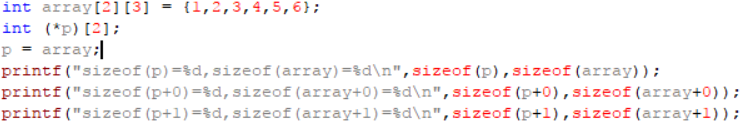 int array[2][3] = {1,2,3,4,5,6};
int (*p)[2];
p = array;
printf("sizeof(p)=%d,sizeof(array)=%d\n",sizeof(p),sizeof(array));
printf("sizeof(p+0)=%d,sizeof(array+0)=%d\n",sizeof(p+0),sizeof(array+0));
printf("sizeof(p+1)=%d,sizeof(array+1)=%d\n",sizeof(p+1),sizeof(array+1));